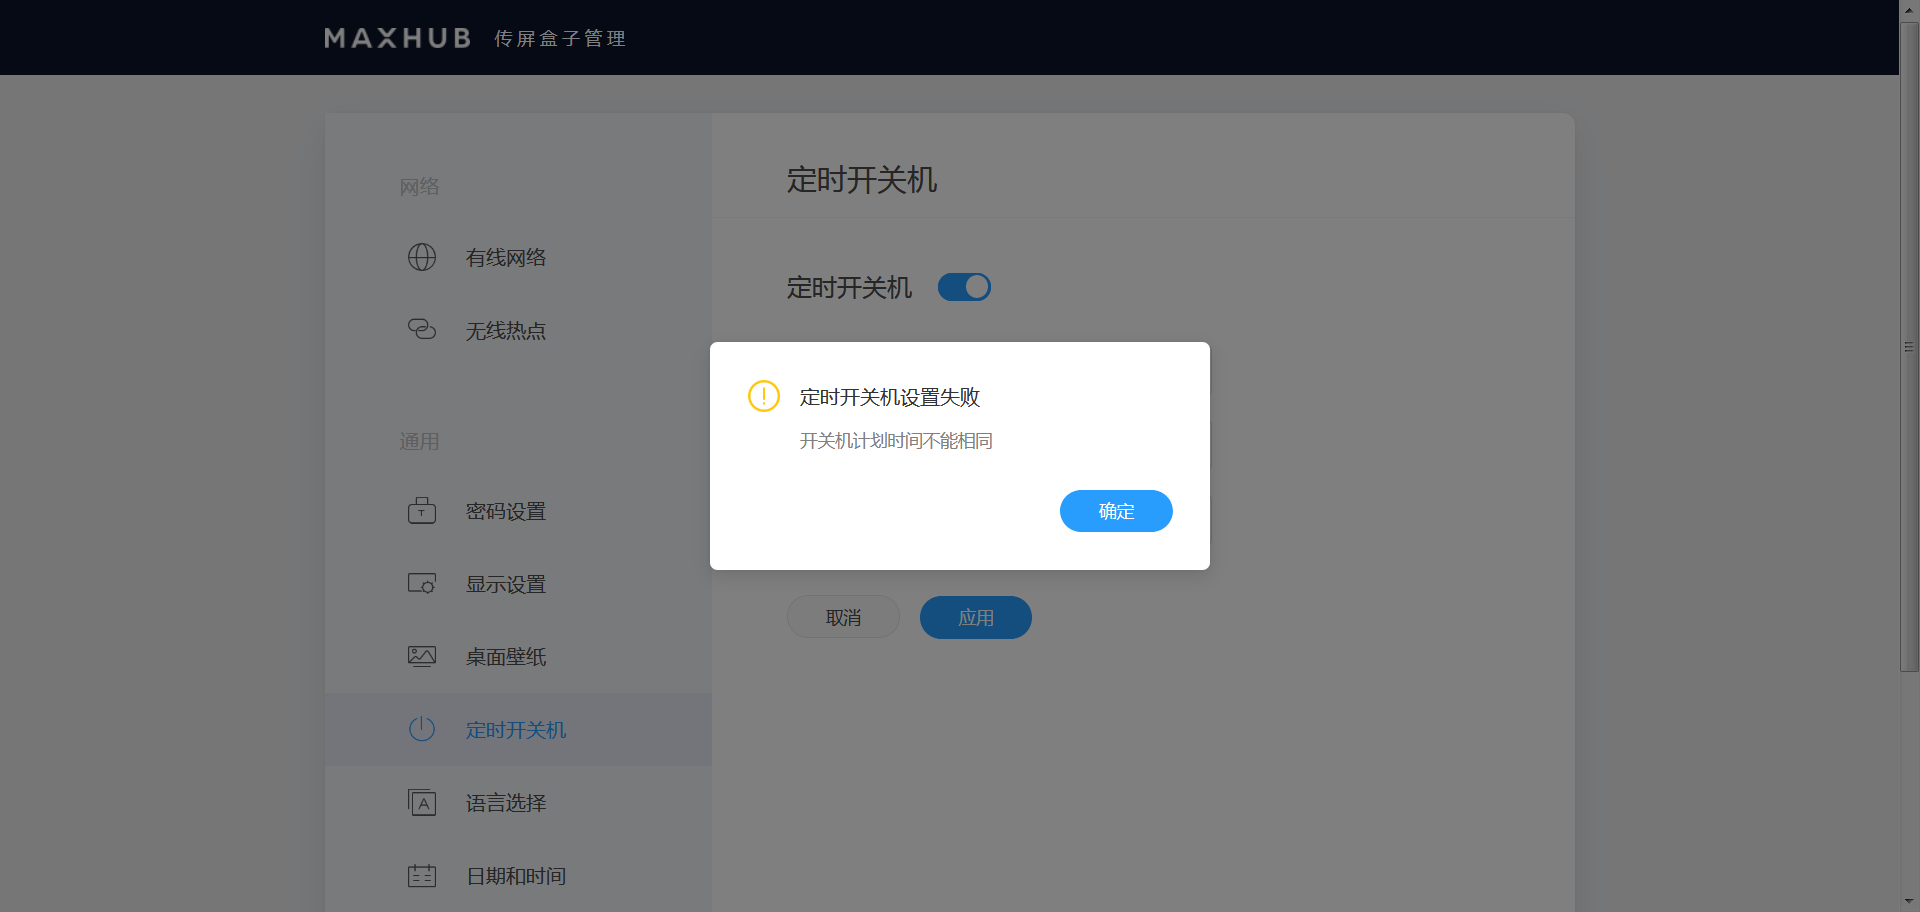 MAXHUB 传屏盒子管理
网络
有线网络
无线热点
通用
密码设置
显示设置
桌面壁纸
定时开关机
语言选择
日期和时间
定时开关机
定时开关机
定时开关机设置失败
开关机计划时间不能相同
确定
取消
应用